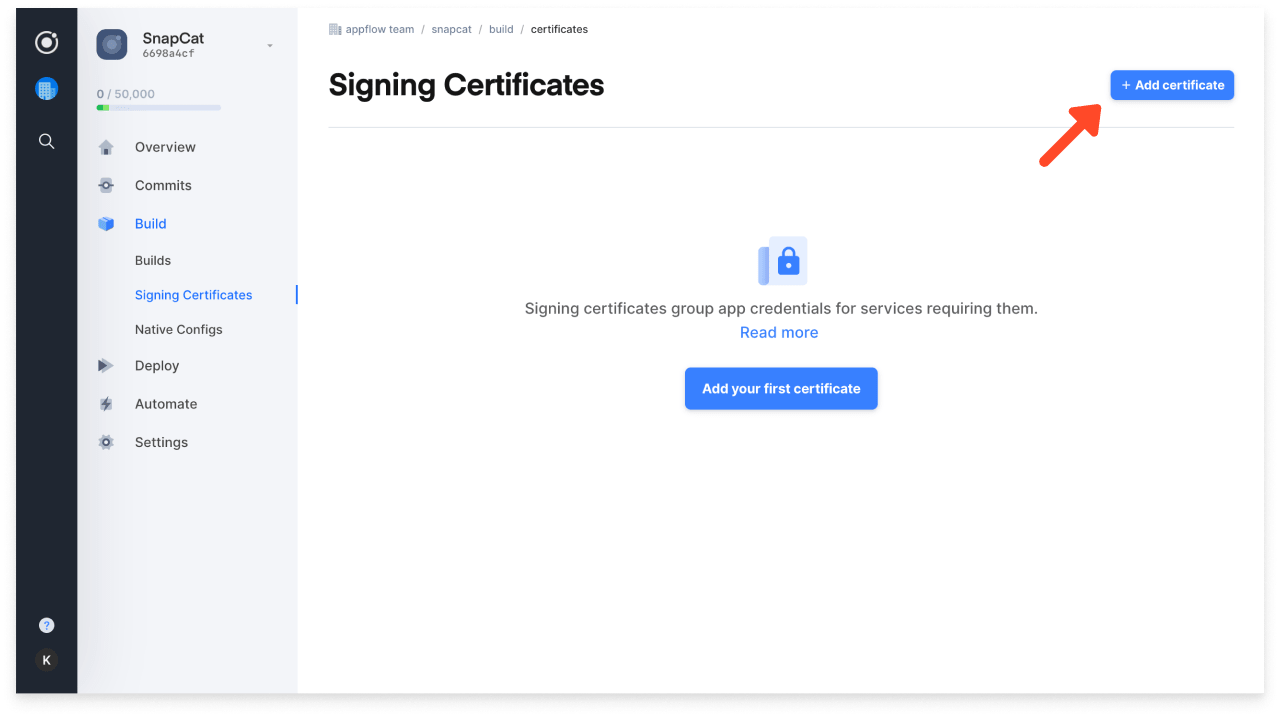 SnapCat
6698a4cf
0 / 50,000
Overview
Commits
Build
Builds
Signing Certificates
Native Configs
Deploy
Automate
Settings
?
K
appflow team / snapcat / build / certificates
Signing Certificates
+ Add certificate
Signing certificates group app credentials for services requiring them.
Read more
Add your first certificate